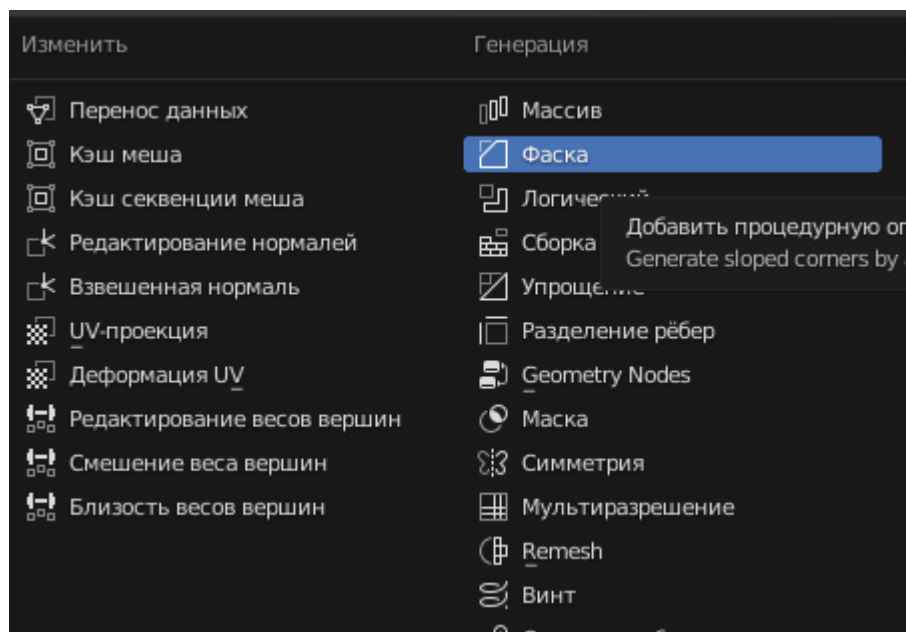 Изменить
Перенос данных
Кэш меша
Кэш секвенции меша
Редактирование нормалей
Взвешенная нормаль
UV-проекция
Деформация UV
Редактирование весов вершин
Смешение веса вершин
Близость весов вершин
Генерация
Массив
Фаска
Логический
Добавить процедурную
Generate sloped corners by
Сборка
Упрощение
Разделение рёбер
Geometry Nodes
Маска
Симметрия
Мультиразрешение
Remesh
Винт